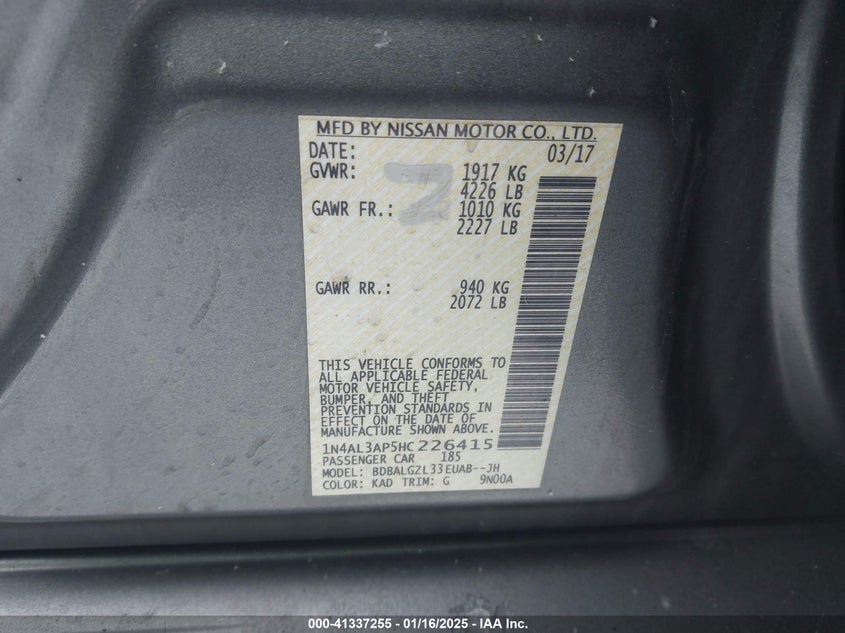 MFD BY NISSAN MOTOR CO., LTD.
DATE: 03/17
GVWR: 1917 KG
4226 LB
GAWR FR.: 1010 KG
2227 LB
7
GAWR RR.: 940 KG
2072 LB
THIS VEHICLE CONFORMS TO
ALL APPLICABLE FEDERAL
MOTOR VEHICLE SAFETY,
BUMPER, AND THEFT
PREVENTION STANDARDS IN
EFFECT ON THE DATE OF
MANUFACTURE SHOWN ABOVE.
1N4AL3AP5HC226415
PASSENGER CAR 185
MODEL: BDBALGZL33EUAB--JH
COLOR: KAD TRIM: G 9N00A
000-41337255 - 01/16/2025 - IAA Inc.